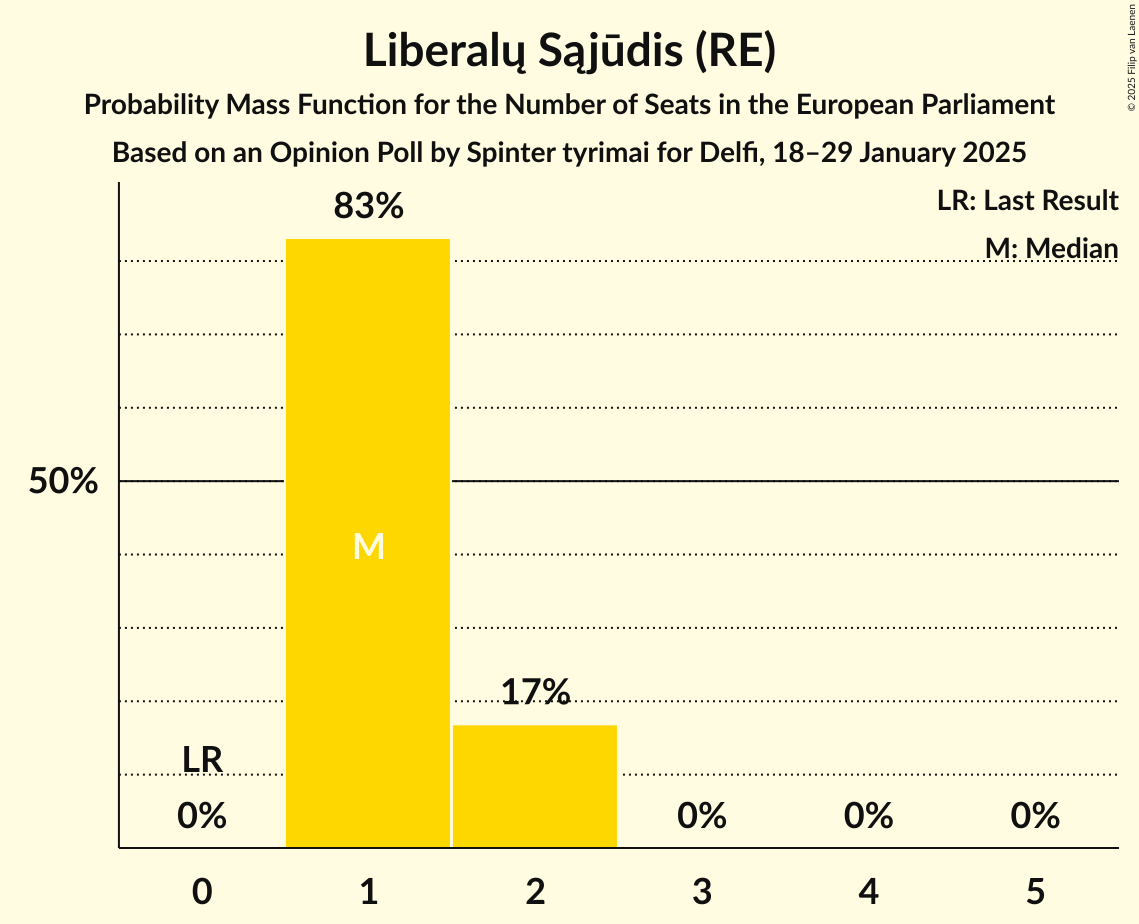 Liberalų Sąjūdis (RE)
Probability Mass Function for the Number of Seats in the European Parliament
Based on an Opinion Poll by Spinter tyrimai for Delfi, 18–29 January 2025
© 2025 Filip van Laenen
LR: Last Result
M: Median
83%
50%
M
17%
LR
0%
0%
0%
0%
0
1
2
3
4
5